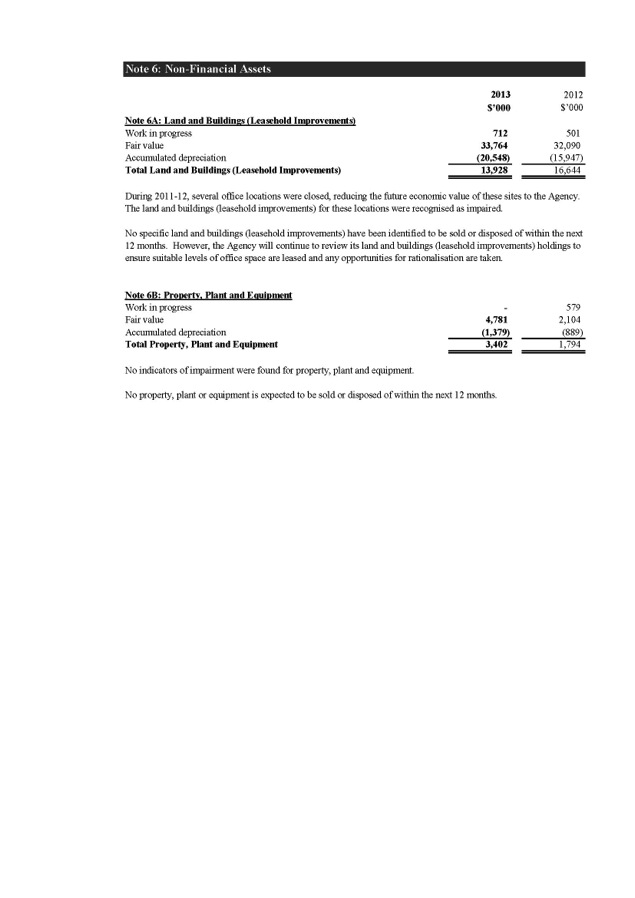 Note 6: Non-Financial Assets
2013 2012
$'000 $'000
Note 6A: Land and Buildings (Leasehold Improvements)
Work in progress 712 501
Fair value 33,764 32,090
Accumulated depreciation (20,548) (15,947)
Total Land and Buildings (Leasehold Improvements) 13,928 16,644
During 2011-12, several office locations were closed, reducing the future economic value of these sites to the Agency.
The land and buildings (leasehold improvements) for these locations were recognised as impaired.
No specific land and buildings (leasehold improvements) have been identified to be sold or disposed of within the next
12 months. However, the Agency will continue to review its land and buildings (leasehold improvements) holdings to
ensure suitable levels of office space are leased and any opportunities for rationalisation are taken.
Note 6B: Property, Plant and Equipment
Work in progress - 579
Fair value 4,781 2,104
Accumulated depreciation (1,379) (889)
Total Property, Plant and Equipment 3,402 1,794
No indicators of impairment were found for property, plant and equipment.
No property, plant or equipment is expected to be sold or disposed of within the next 12 months.